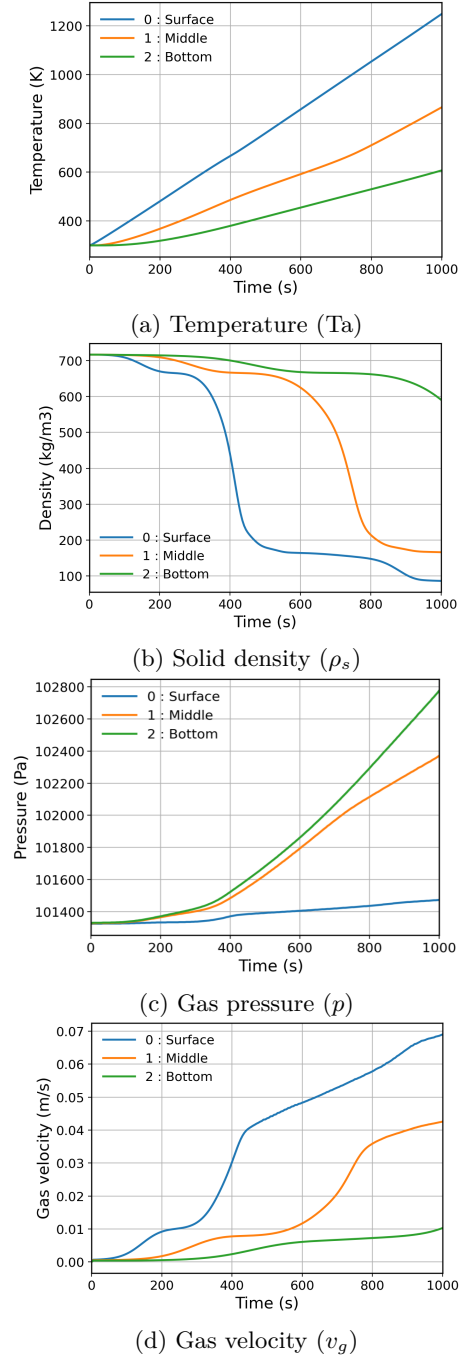 1200
1000
800
600
400
Temperature (K)
0 : Surface
1 : Middle
2 : Bottom
0 200 400 600 800 1000
Time (s)
(a) Temperature (Ta)
700
600
500
400
300
200
100
Density (kg/m3)
0 : Surface
1 : Middle
2 : Bottom
0 200 400 600 800 1000
Time (s)
(b) Solid density (ρs)
102800
102600
102400
102200
102000
101800
101600
101400
Pressure (Pa)
0 : Surface
1 : Middle
2 : Bottom
0 200 400 600 800 1000
Time (s)
(c) Gas pressure (p)
0.07
0.06
0.05
0.04
0.03
0.02
0.01
0.00
Gas velocity (m/s)
0 : Surface
1 : Middle
2 : Bottom
0 200 400 600 800 1000
Time (s)
(d) Gas velocity (vg)